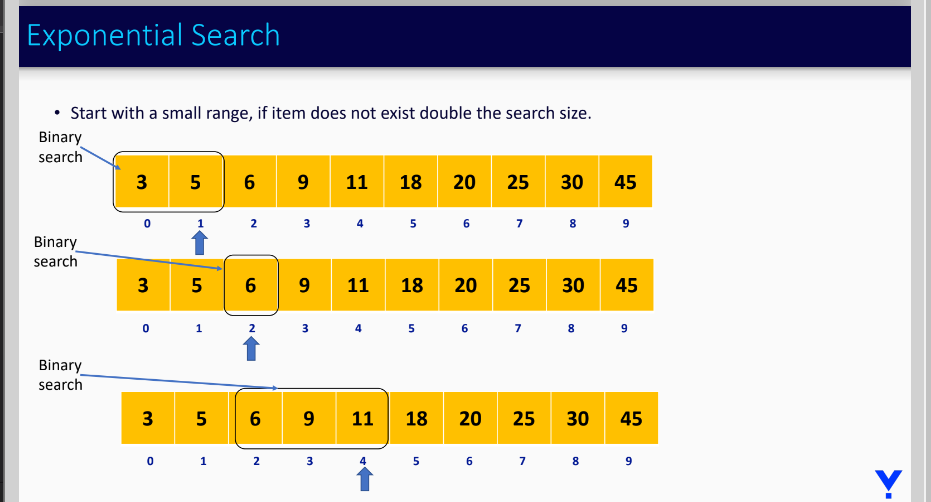 Exponential Search
• Start with a small range, if item does not exist double the search size.
Binary
search
3 5 6 9 11 18 20 25 30 45
0 1 2 3 4 5 6 7 8 9
Binary
search
3 5 6 9 11 18 20 25 30 45
0 1 2 3 4 5 6 7 8 9
Binary
search
3 5 6 9 11 18 20 25 30 45
0 1 2 3 4 5 6 7 8 9